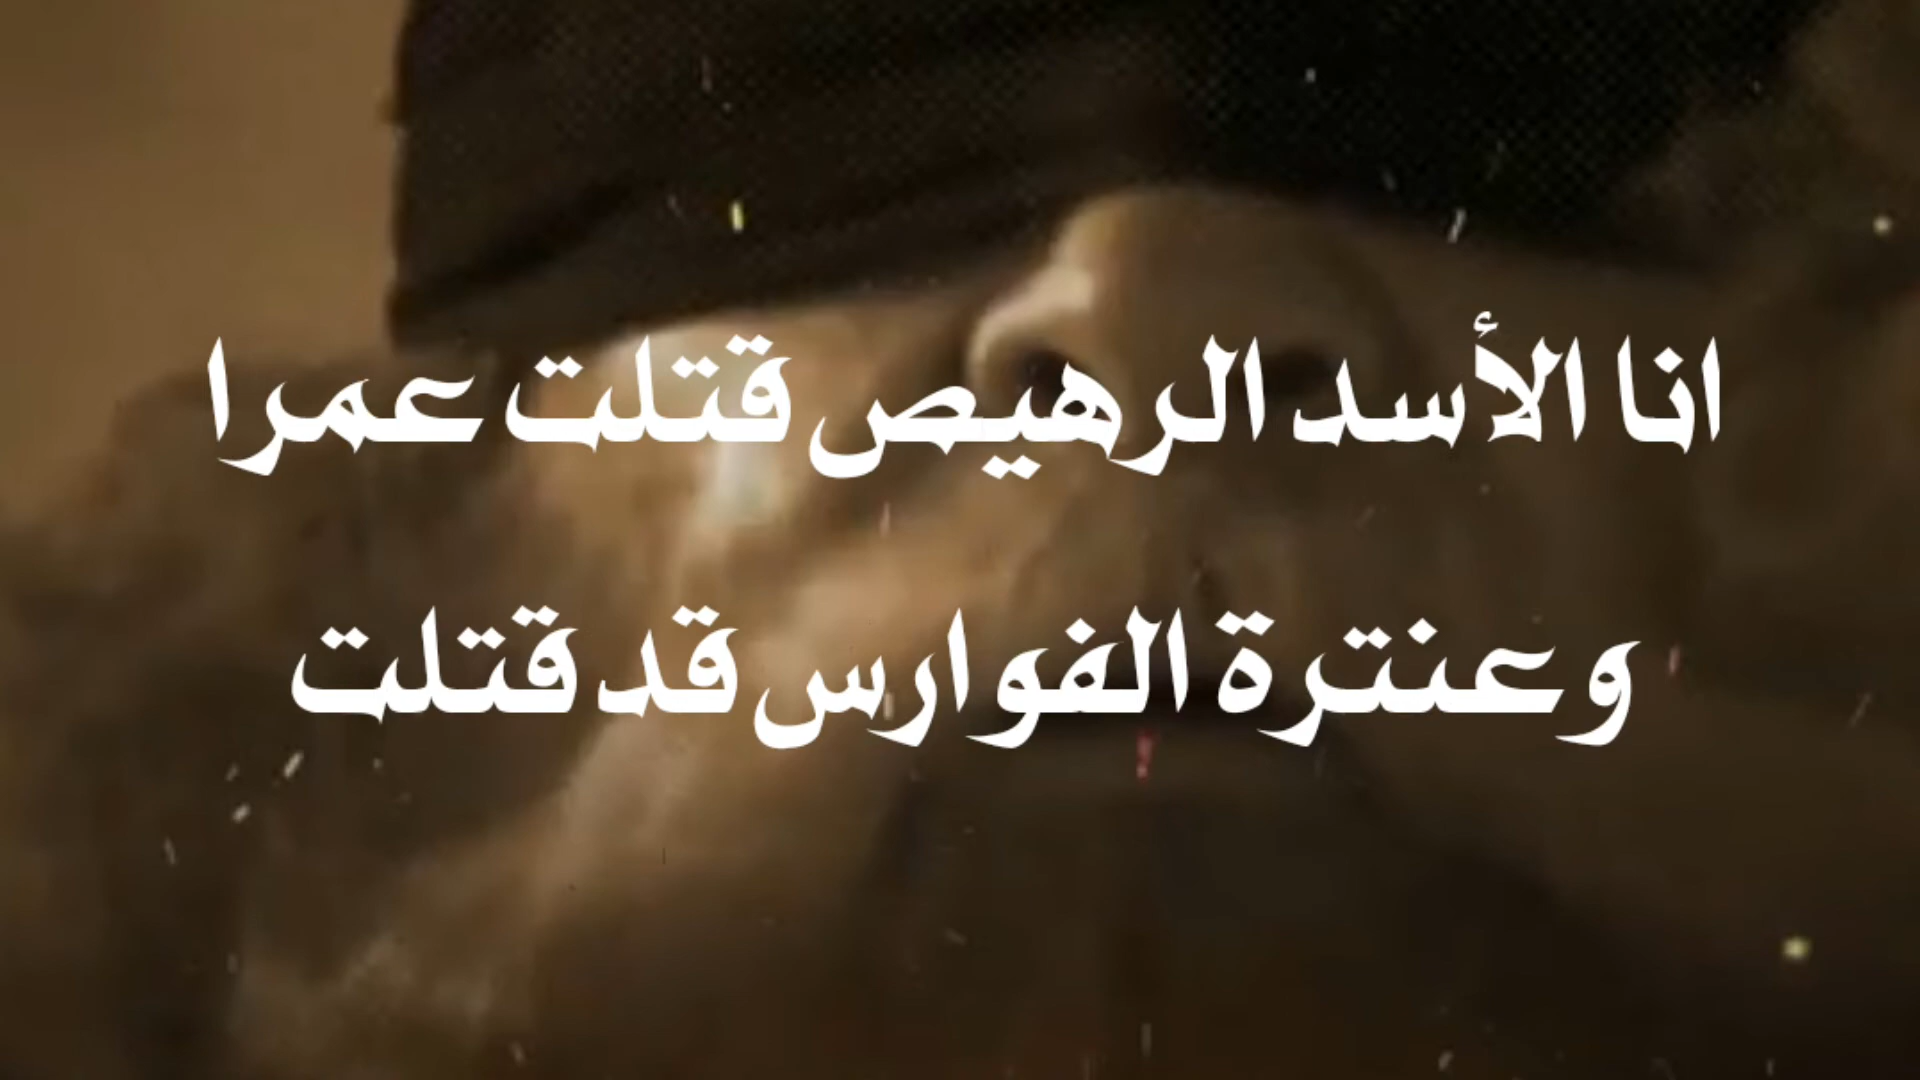 انا الأسد الرهيص قتلت عمرا
وعنترة الفوارس قد قتلت